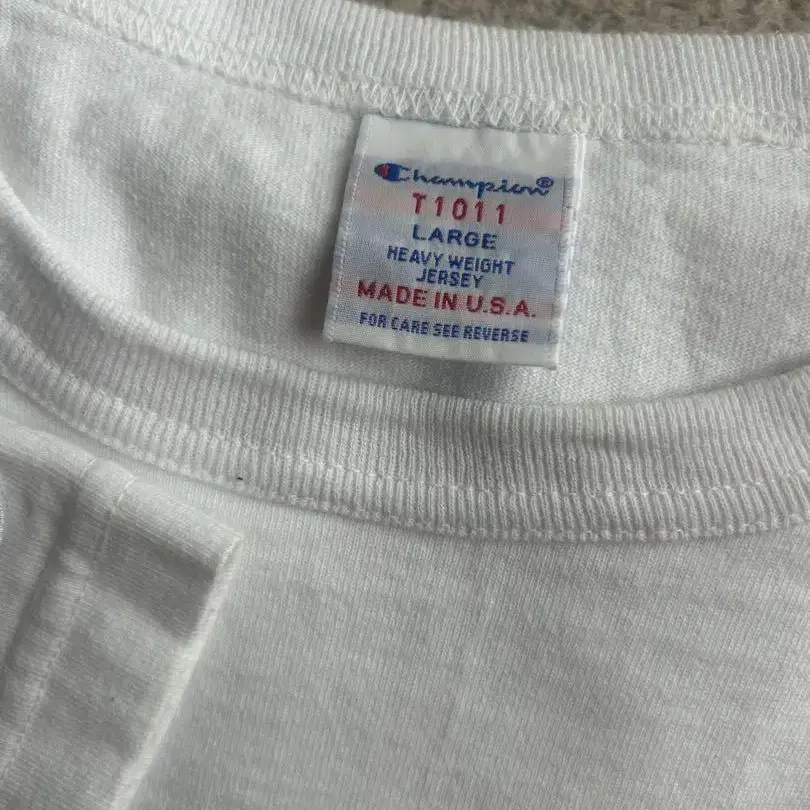 Champion®
T1011
LARGE
HEAVY WEIGHT
JERSEY
MADE IN U.S.A.
FOR CARE SEE REVERSE